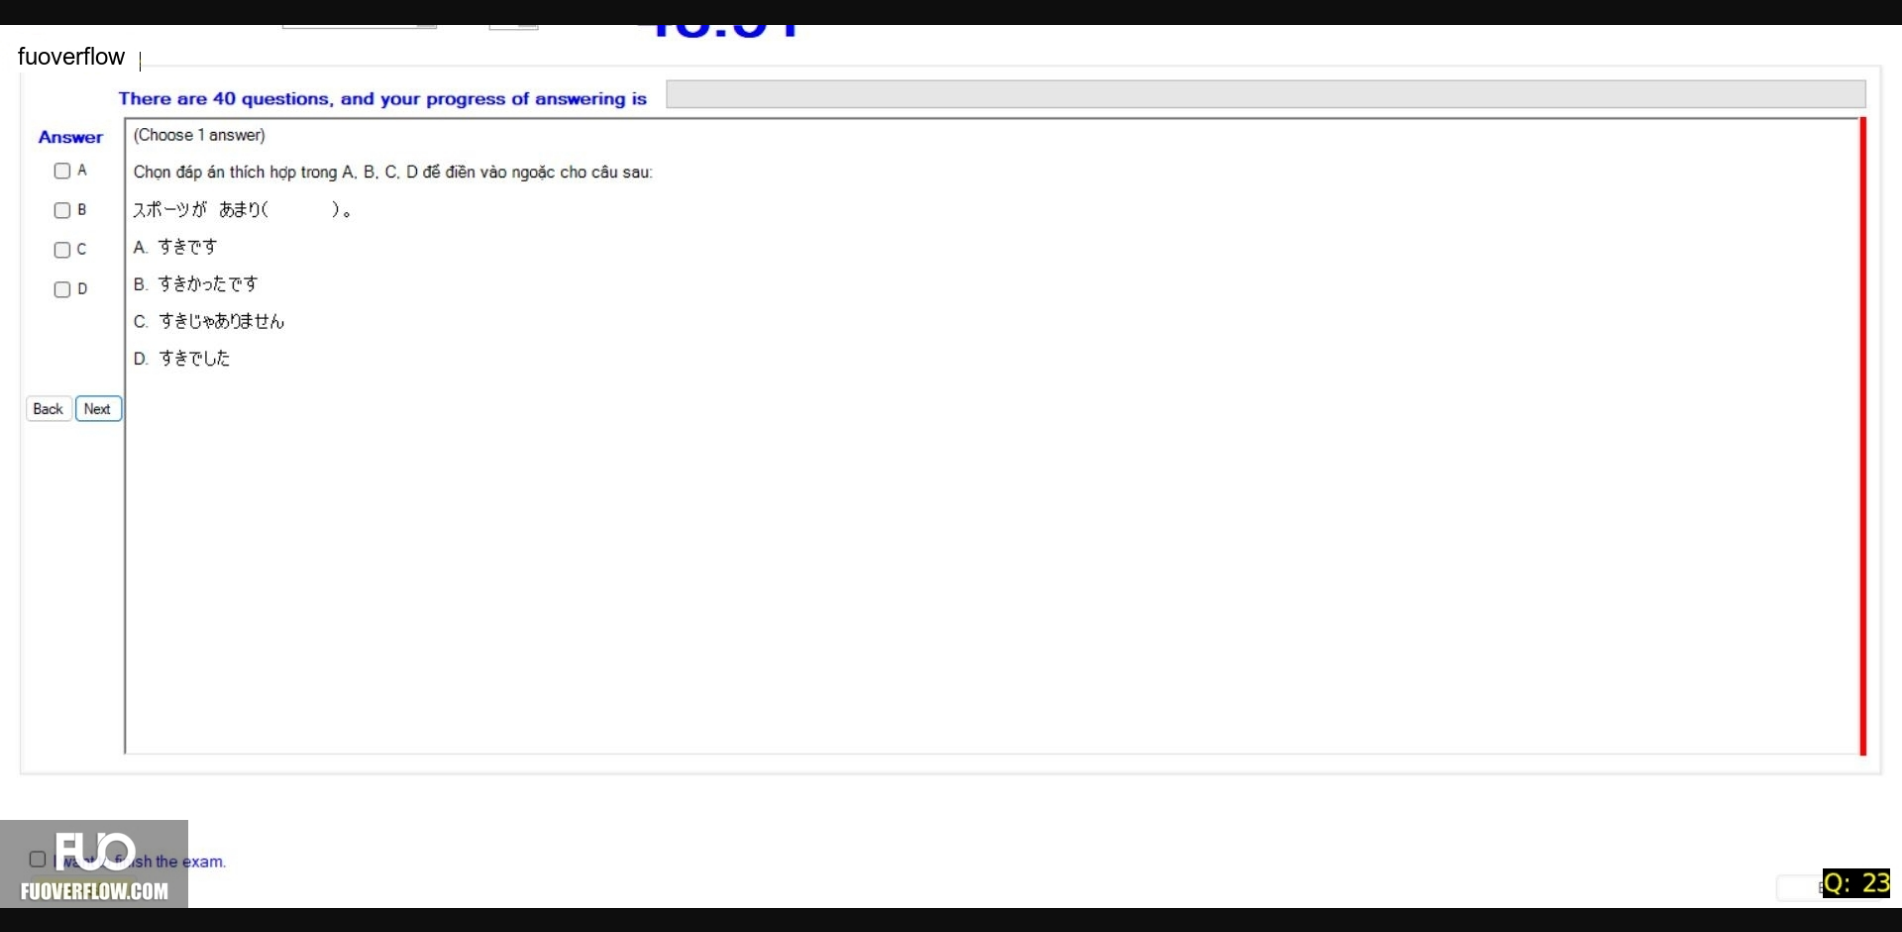 fuoverflow
There are 40 questions, and your progress of answering is
Answer
(Choose 1 answer)
A
Chọn đáp án thích hợp trong A, B, C, D để điền vào ngoặc cho câu sau:
B
スポーツが あまり( )。
C
A. すきです
D
B. すきかったです
C. すきじゃありません
D. すきでした
Back Next
FUO
finish the exam.
FUOVERFLOW.COM
Q: 23